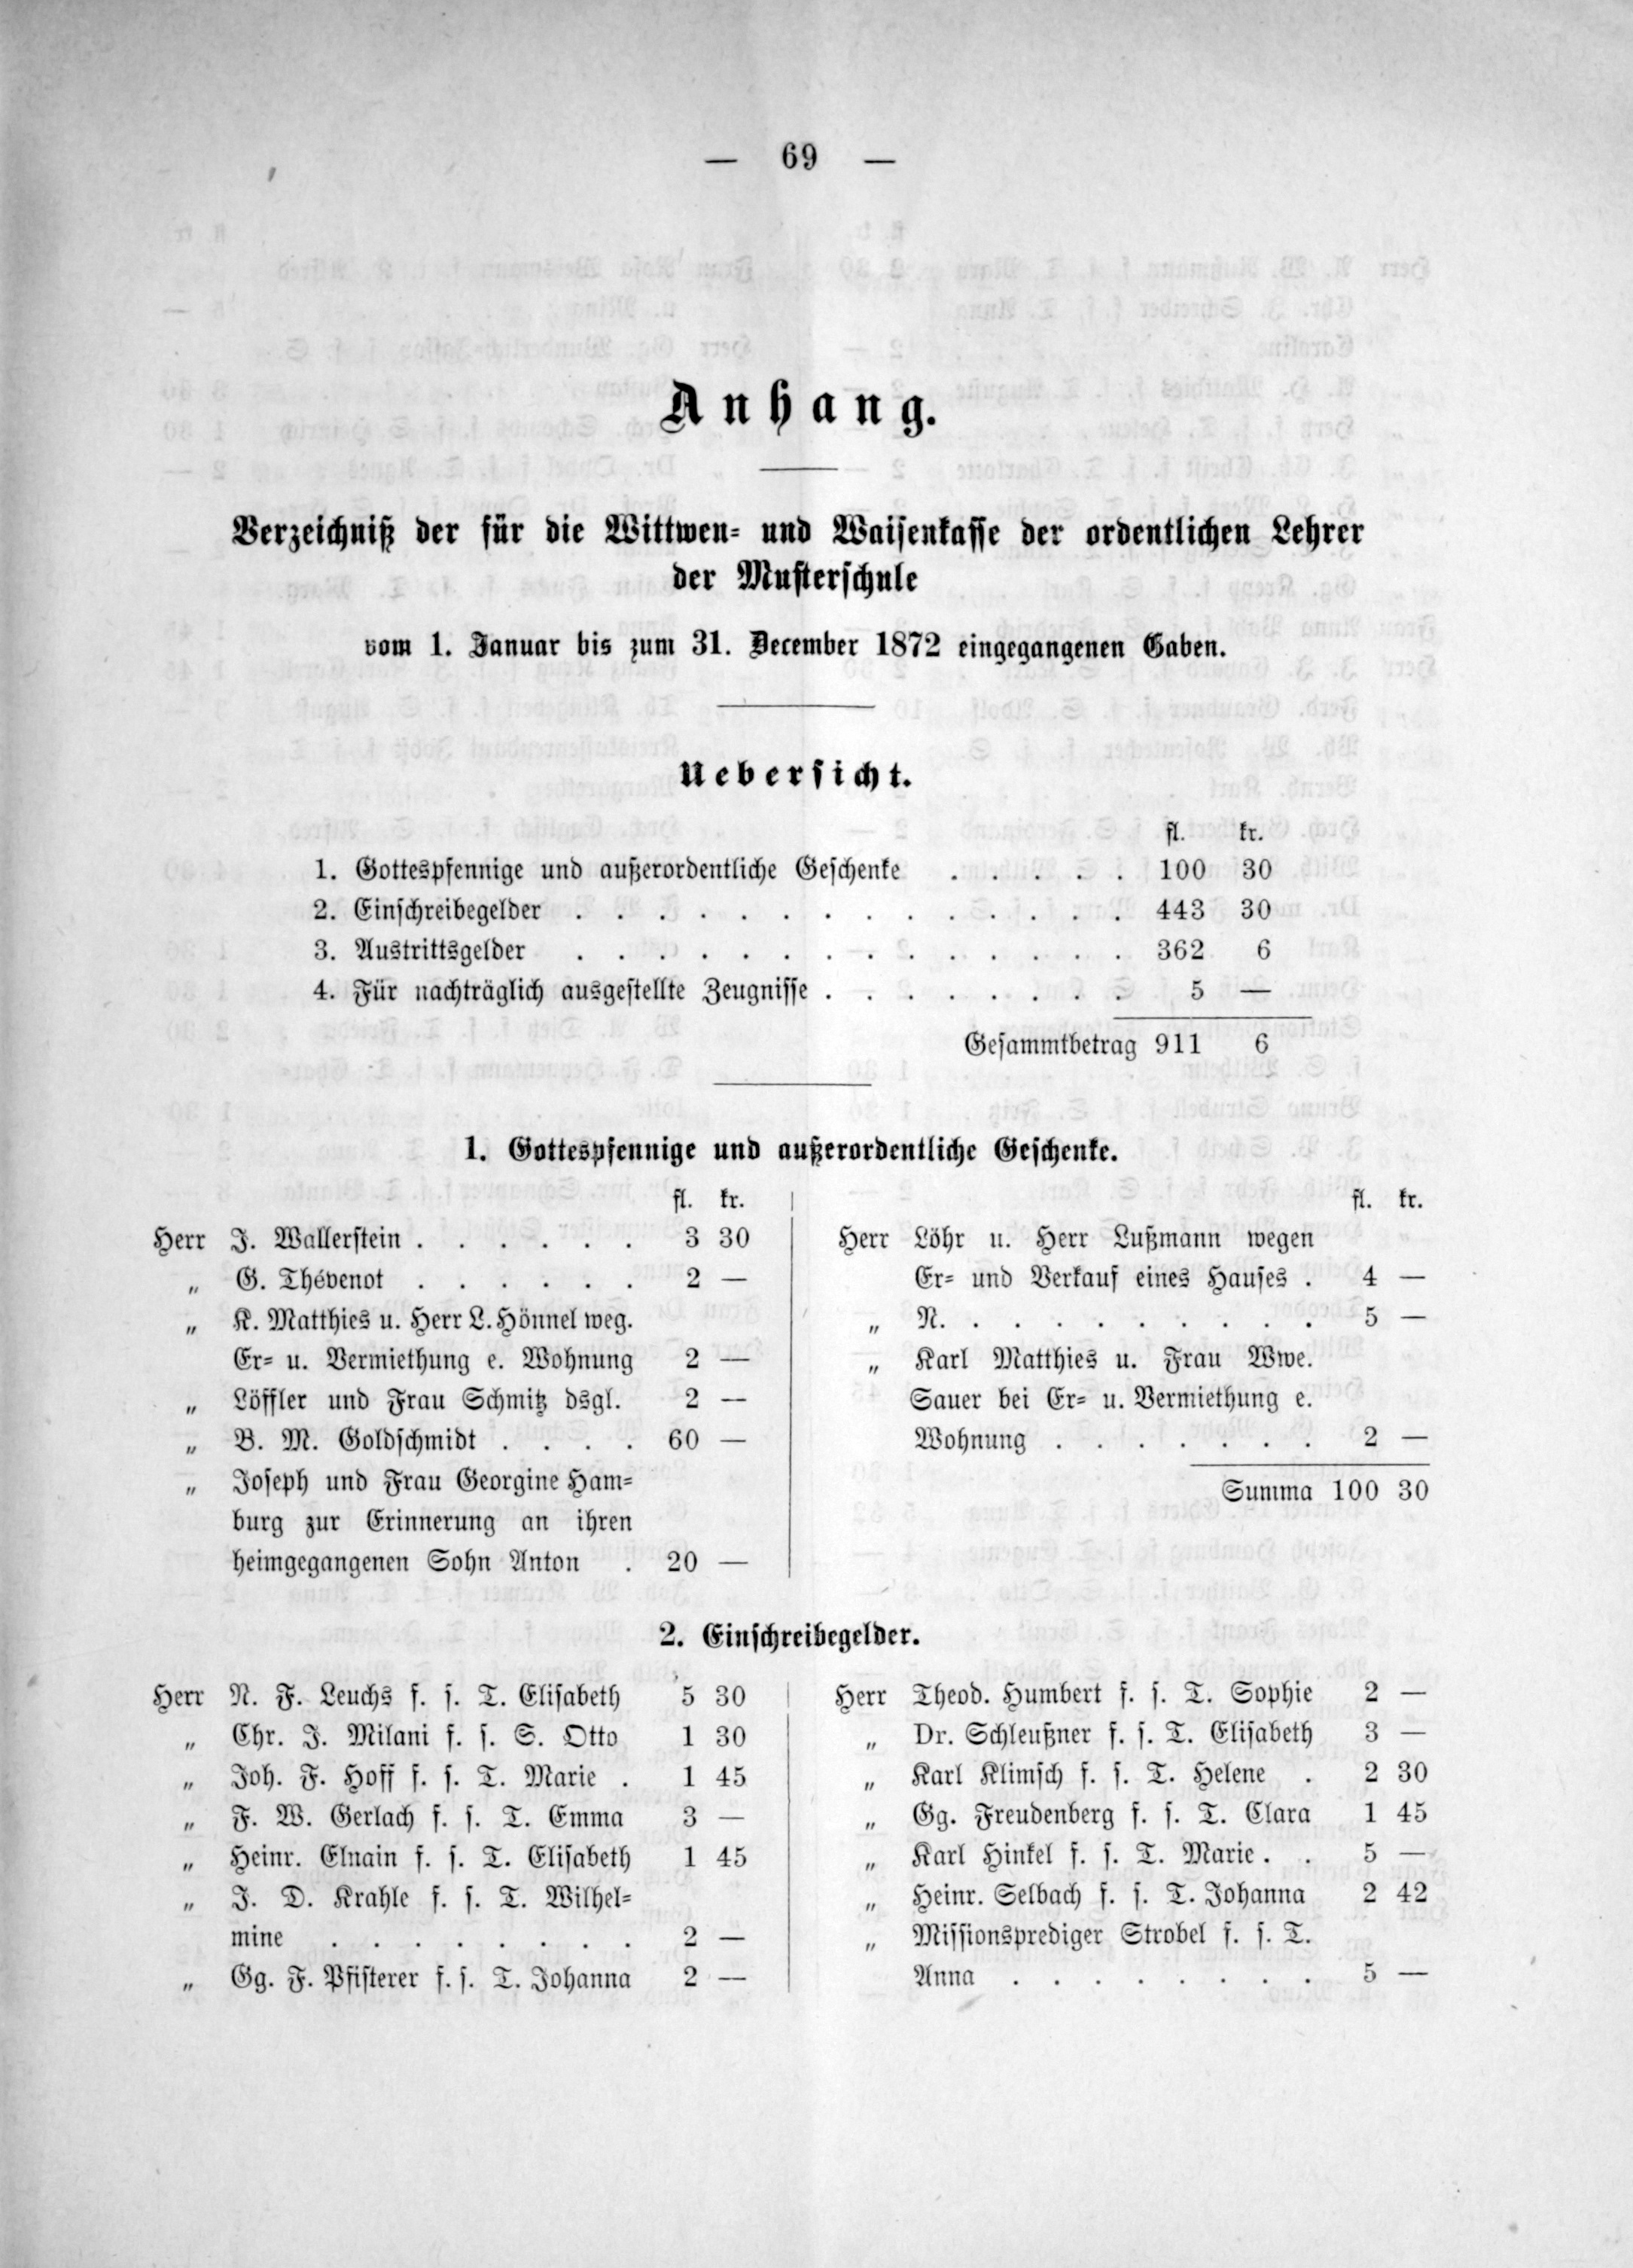 — 69 —
Anhang.
Verzeichniß der für die Wittwen= und Waisenkasse der ordentlichen Lehrer
der Musterschule
vom 1. Januar bis zum 31. December 1872 eingegangenen Gaben.
Uebersicht.
fl. kr.
1. Gottespfennige und außerordentliche Geschenke . . . . . 100 30
2. Einschreibegelder . . . . . . . . . . . . . . 443 30
3. Austrittsgelder . . . . . . . . . . . . . . 362 6
4. Für nachträglich ausgestellte Zeugnisse . . . . . . . . 5 —
Gesammtbetrag 911 6
1. Gottespfennige und außerordentliche Geschenke.
fl. kr.
Herr J. Wallerstein . . . . . . 3 30
„ G. Thévenot . . . . . . 2 —
„ K. Matthies u. Herr L. Hönnel weg.
Er= u. Vermiethung e. Wohnung 2 —
„ Löffler und Frau Schmitz dsgl. 2 —
„ B. M. Goldschmidt . . . . 60 —
„ Joseph und Frau Georgine Ham=
burg zur Erinnerung an ihren
heimgegangenen Sohn Anton . 20 —
fl. kr.
Herr Löhr u. Herr Lußmann wegen
Er= und Verkauf eines Hauses . 4 —
„ N. . . . . . . . . . 5 —
„ Karl Matthies u. Frau Wwe.
Sauer bei Er= u. Vermiethung e.
Wohnung . . . . . . . 2 —
Summa 100 30
2. Einschreibegelder.
Herr N. F. Leuchs f. s. T. Elisabeth 5 30
„ Chr. J. Milani f. s. S. Otto 1 30
„ Joh. F. Hoff f. s. T. Marie . 1 45
„ F. W. Gerlach f. s. T. Emma 3 —
„ Heinr. Elnain f. s. T. Elisabeth 1 45
„ J. D. Krahle f. s. T. Wilhel=
mine . . . . . . . . 2 —
„ Gg. F. Pfisterer f. s. T. Johanna 2 —
Herr Theod. Humbert f. s. T. Sophie 2 —
„ Dr. Schleußner f. s. T. Elisabeth 3 —
„ Karl Klimsch f. s. T. Helene . 2 30
„ Gg. Freudenberg f. s. T. Clara 1 45
„ Karl Hinkel f. s. T. Marie . . 5 —
„ Heinr. Selbach f. s. T. Johanna 2 42
„ Missionsprediger Strobel f. s. T.
Anna . . . . . . . . 5 —